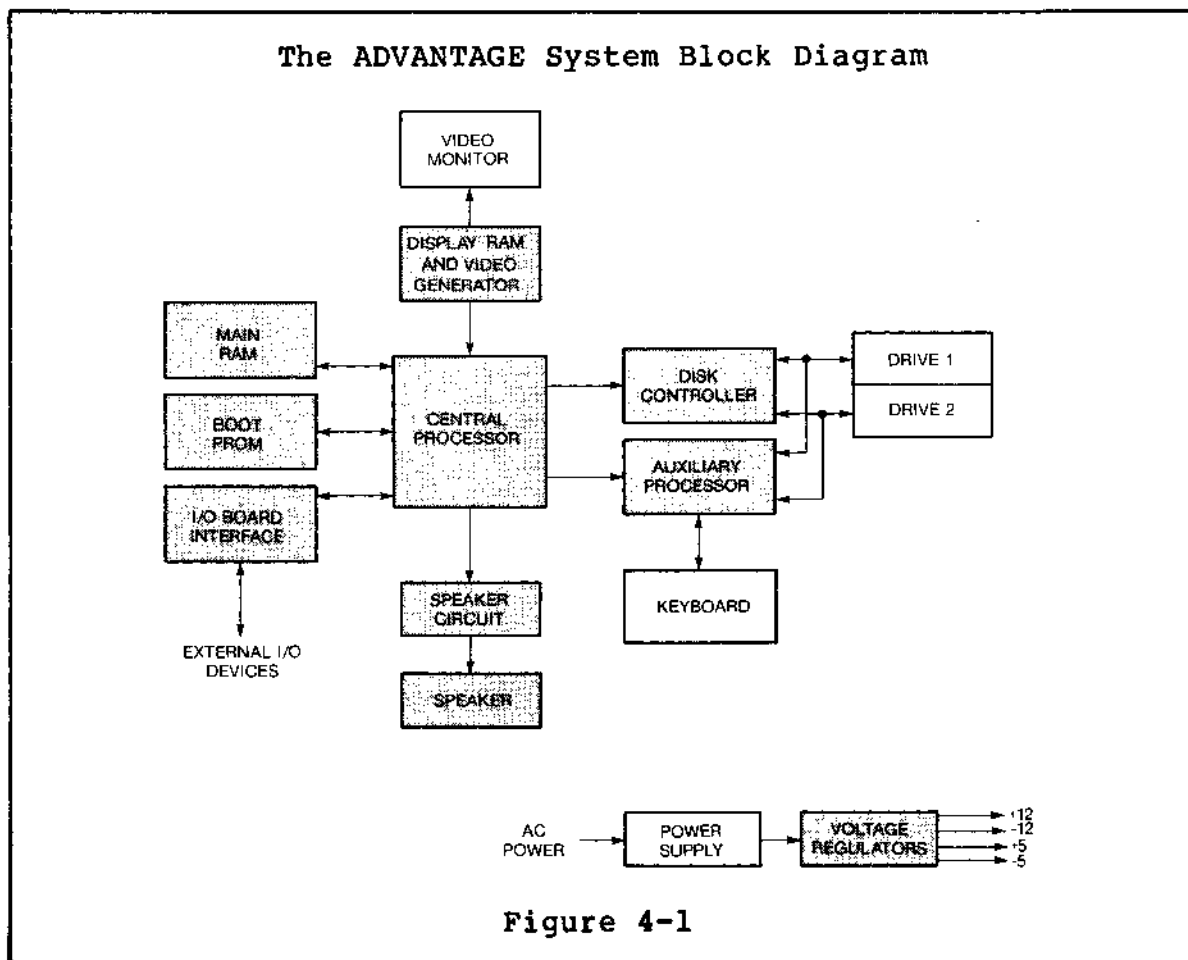 The ADVANTAGE System Block Diagram
VIDEO
MONITOR
DISPLAY RAM
AND VIDEO
GENERATOR
MAIN
RAM
BOOT
PROM
I/O BOARD
INTERFACE
EXTERNAL I/O
DEVICES
CENTRAL
PROCESSOR
DISK
CONTROLLER
DRIVE 1
DRIVE 2
AUXILIARY
PROCESSOR
KEYBOARD
SPEAKER
CIRCUIT
SPEAKER
AC
POWER
POWER
SUPPLY
VOLTAGE
REGULATORS
+12
-12
+5
-5
Figure 4-1